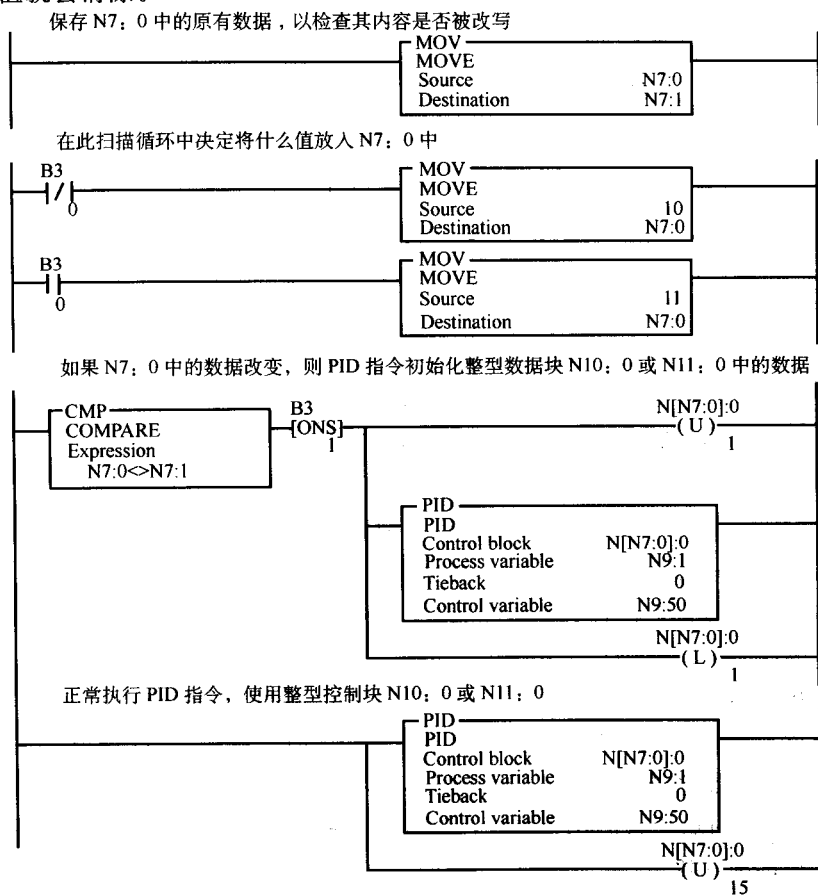 保存 N7：0 中的原有数据，以检查其内容是否被改写
MOV
MOVE
Source N7:0
Destination N7:1
在此扫描循环中决定将什么值放入 N7：0 中
B3
0
MOV
MOVE
Source 10
Destination N7:0
B3
0
MOV
MOVE
Source 11
Destination N7:0
如果 N7：0 中的数据改变，则 PID 指令初始化整型数据块 N10：0 或 N11：0 中的数据
CMP
COMPARE
Expression
N7:0<>N7:1
B3
[ONS]
1
N[N7:0]:0
(U)
1
PID
PID
Control block N[N7:0]:0
Process variable N9:1
Tieback 0
Control variable N9:50
N[N7:0]:0
(L)
1
正常执行 PID 指令，使用整型控制块 N10：0 或 N11：0
PID
PID
Control block N[N7:0]:0
Process variable N9:1
Tieback 0
Control variable N9:50
N[N7:0]:0
(U)
15